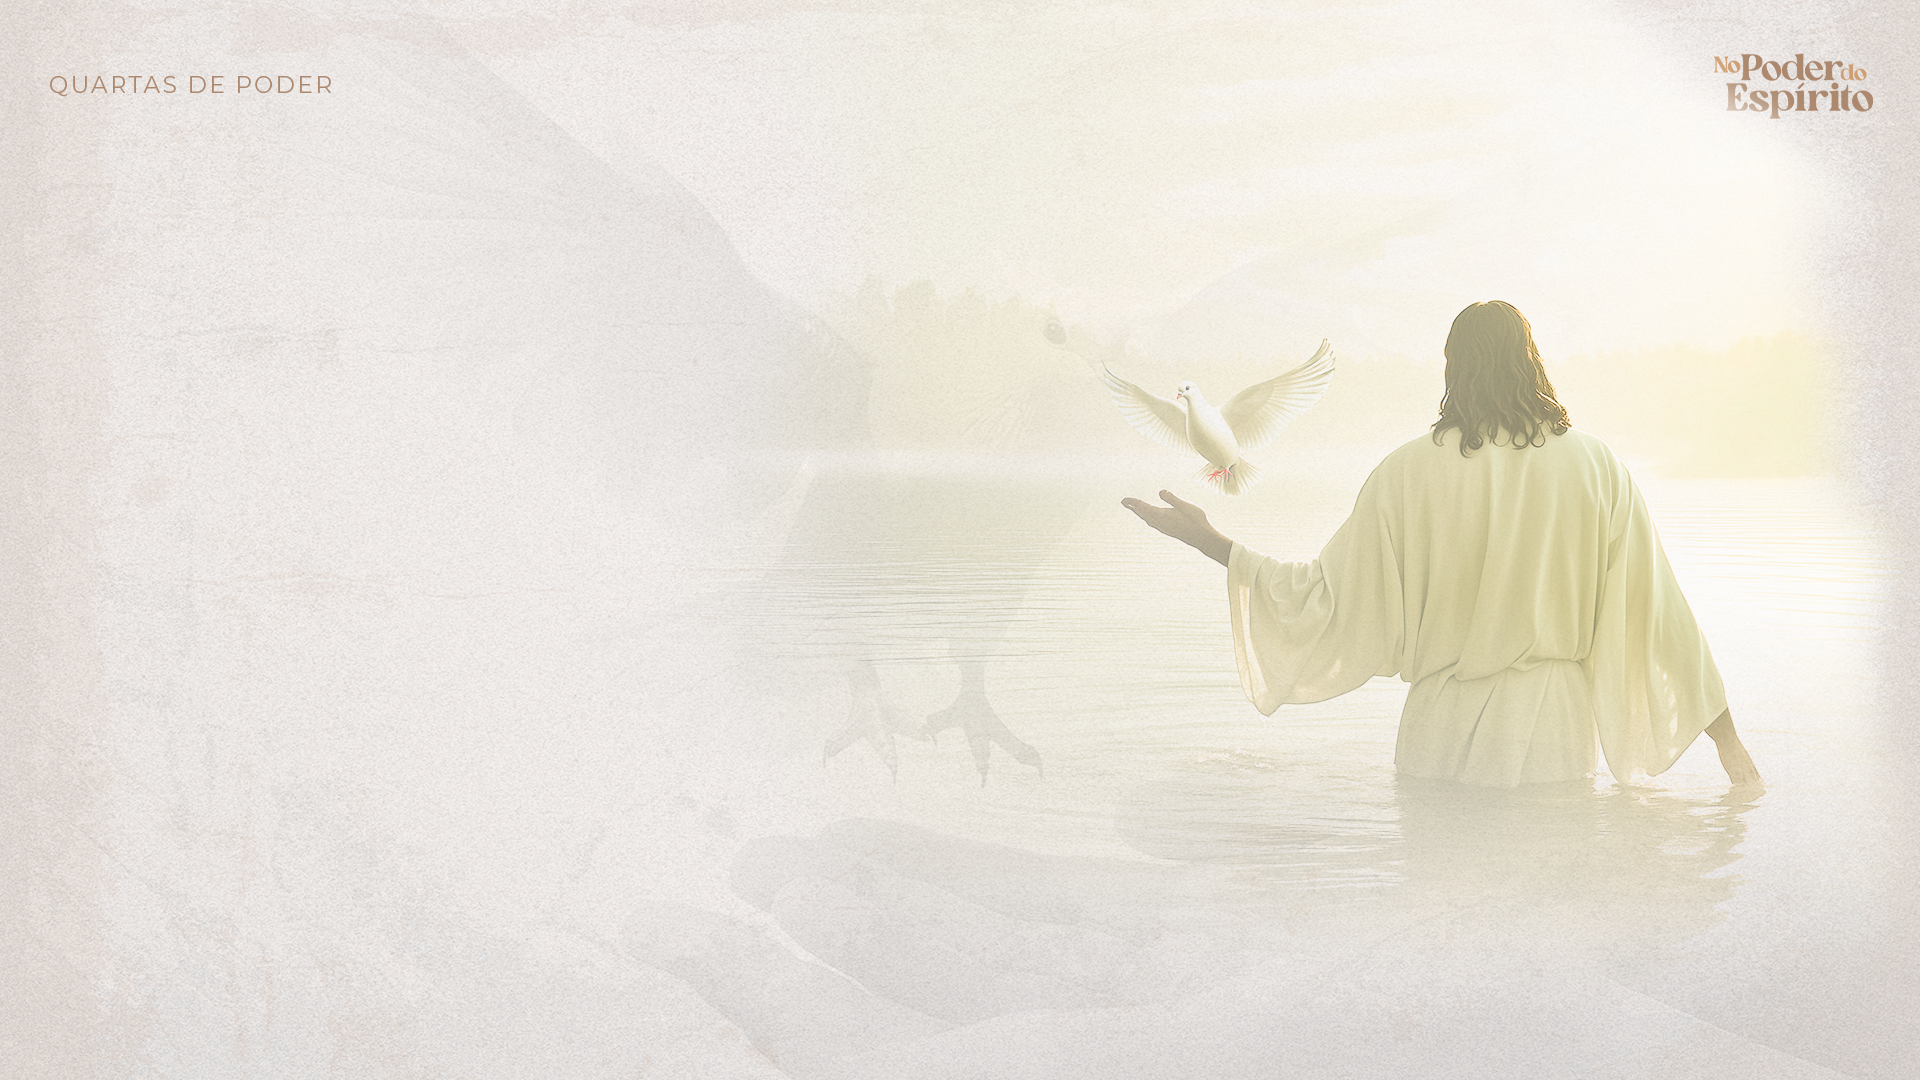 QUARTAS DE PODER
No Poder do
Espírito